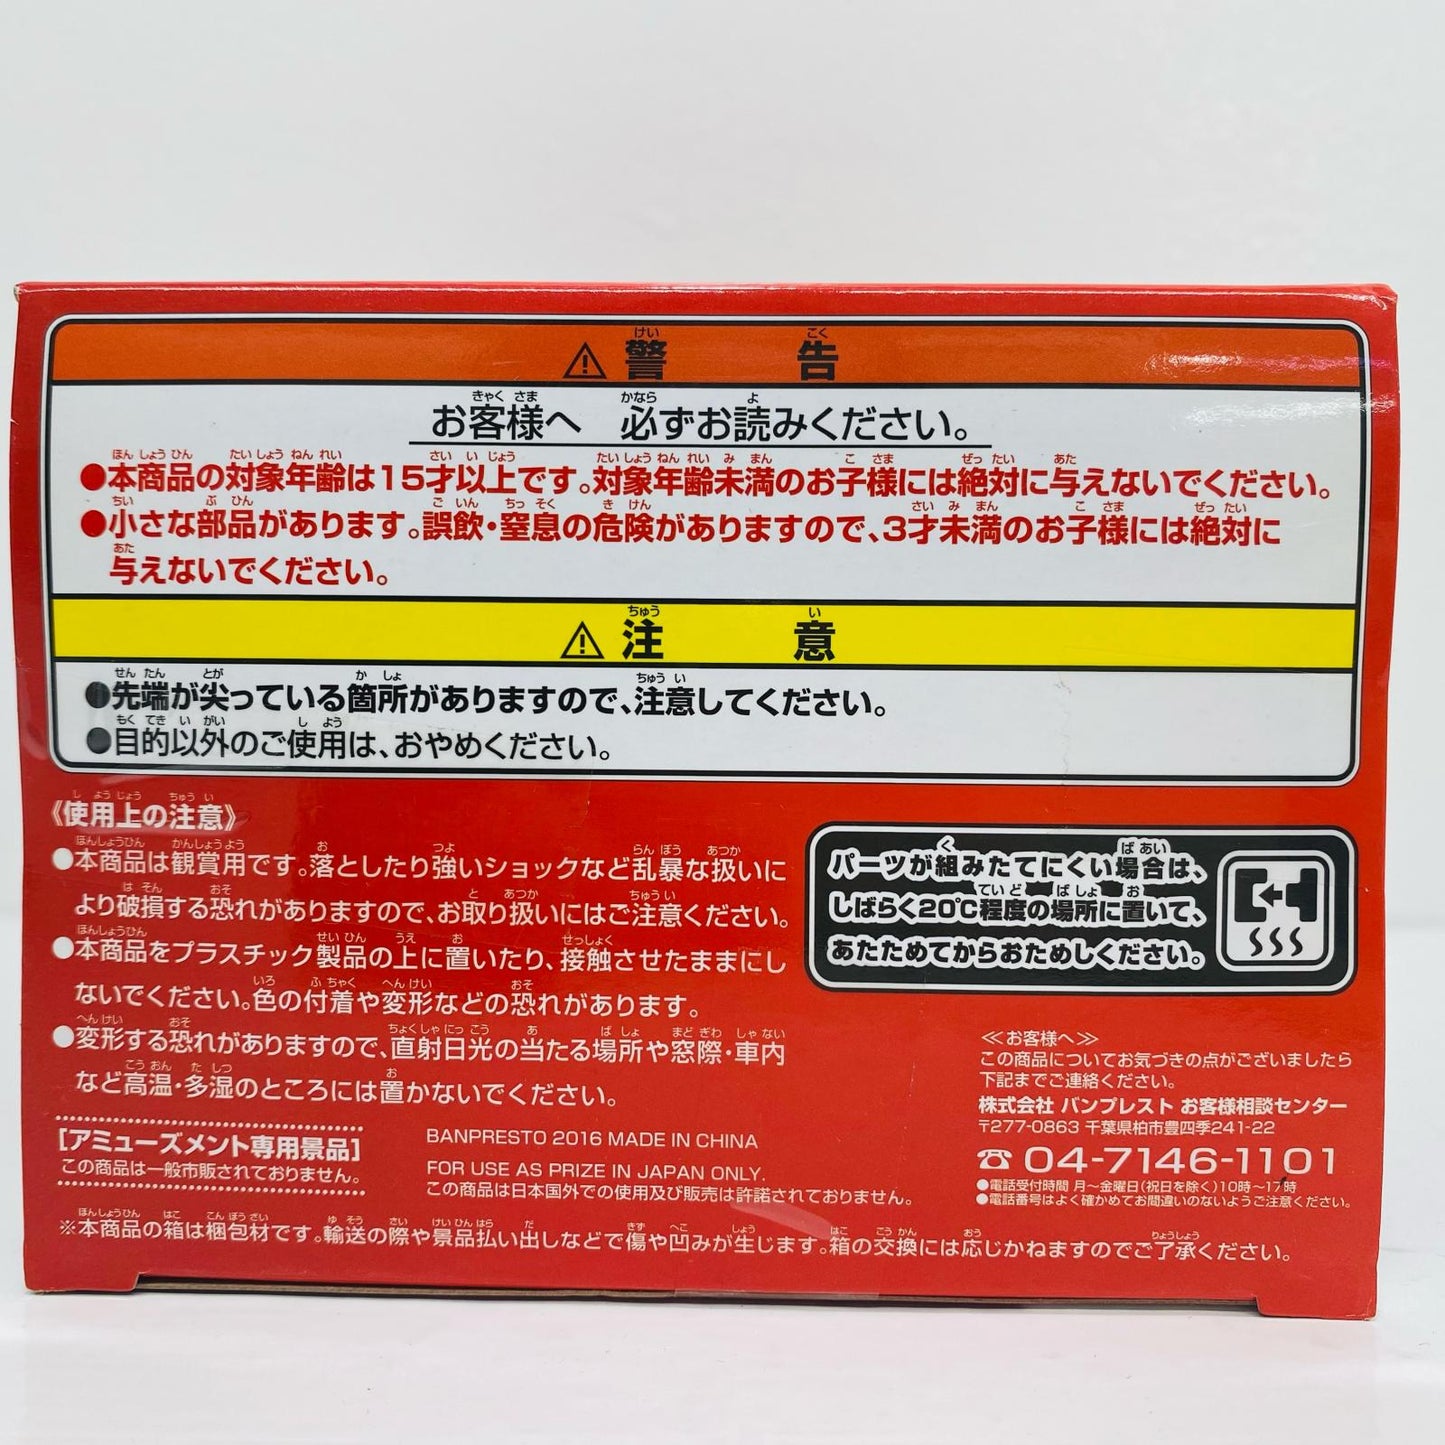 ⚠警告
お客様へ 必ずお読みください。
●本商品の対象年齢は15才以上です。対象年齢未満のお子様には絶対に与えないでください。
●小さな部品があります。誤飲・窒息の危険がありますので、3才未満のお子様には絶対に
与えないでください。
⚠注意
●先端が尖っている箇所がありますので、注意してください。
●目的以外のご使用は、おやめください。
《使用上の注意》
●本商品は観賞用です。落としたり強いショックなど乱暴な扱いに
より破損する恐れがありますので、お取り扱いにはご注意ください。
●本商品をプラスチック製品の上に置いたり、接触させたままにし
ないでください。色の付着や変形などの恐れがあります。
●変形する恐れがありますので、直射日光の当たる場所や窓際・車内
など高温・多湿のところには置かないでください。
パーツが組みたてにくい場合は、
しばらく20℃程度の場所に置いて、
あたためてからおためしください。
≪お客様へ≫
この商品についてお気づきの点がございましたら
下記までご連絡ください。
株式会社 バンプレスト お客様相談センター
〒277-0863 千葉県柏市豊四季241-22
☎04-7146-1101
●電話受付時間 月〜金曜日(祝日を除く)10時〜17時
●電話番号はよく確かめてお間違いのないようご注意ください。
[アミューズメント専用景品]
この商品は一般市販されておりません。
BANPRESTO 2016 MADE IN CHINA
FOR USE AS PRIZE IN JAPAN ONLY.
この商品は日本国外での使用及び販売は許諾されておりません。
※本商品の箱は梱包材です。輸送の際や景品払い出しなどで傷や凹みが生じます。箱の交換には応じかねますのでご了承ください。